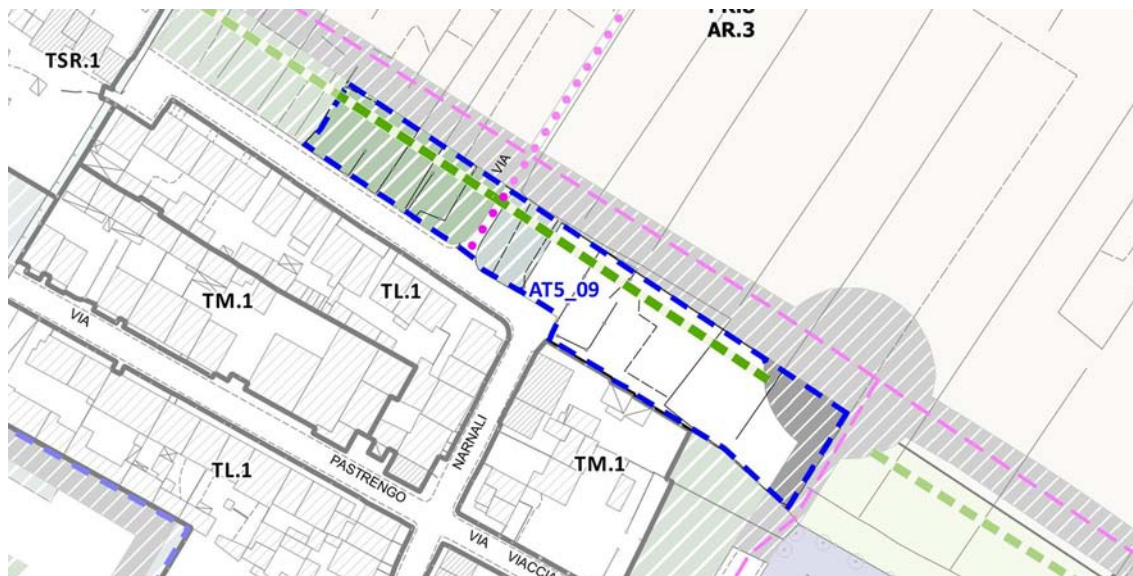 AR.3
TSR.1
VIA
AT5_09
TL.1
TM.1
VIA
NARNALI
PASTRENGO
TM.1
TL.1
VIA
VIACCIA